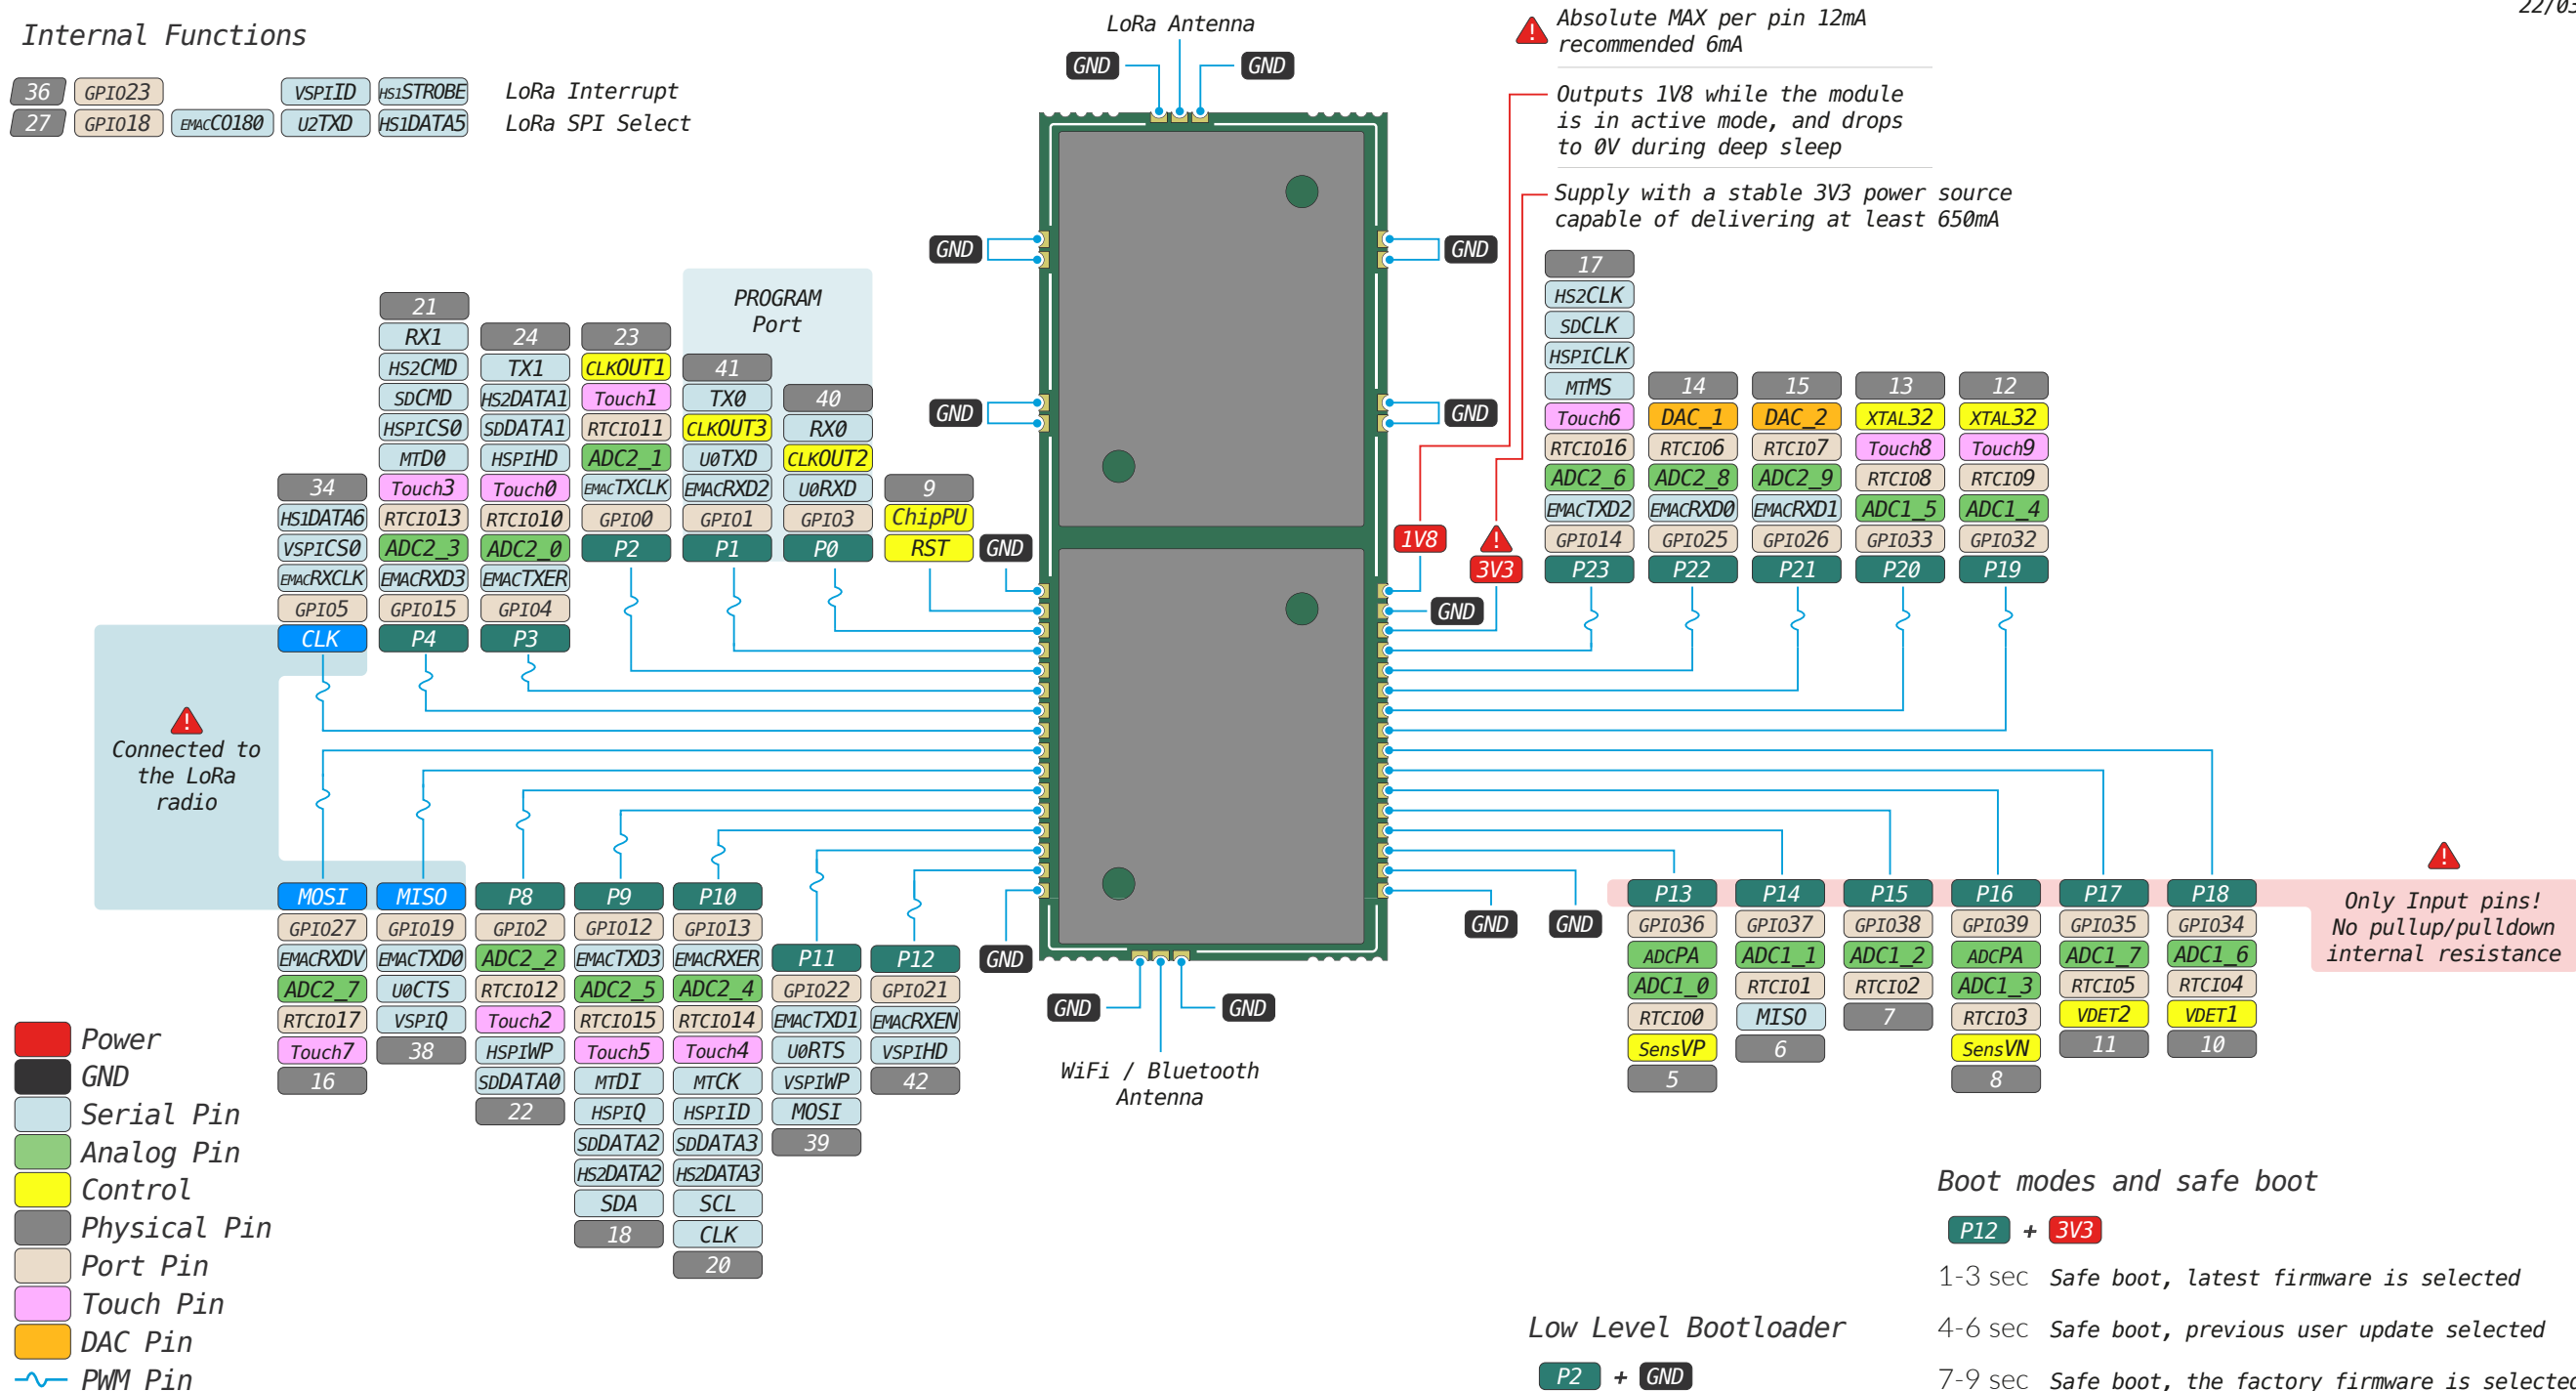 22/03
Internal Functions
36 GPIO23 VSPIID HS1STROBE LoRa Interrupt
27 GPIO18 EMACCO180 U2TXD HS1DATA5 LoRa SPI Select
LoRa Antenna
GND
GND
Absolute MAX per pin 12mA
recommended 6mA
Outputs 1V8 while the module
is in active mode, and drops
to 0V during deep sleep
Supply with a stable 3V3 power source
capable of delivering at least 650mA
GND
GND
GND
GND
PROGRAM
Port
34
HS1DATA6
VSPICS0
EMACRXCLK
GPIO5
CLK
21
RX1
HS2CMD
SDCMD
HSPICS0
MTD0
Touch3
RTCIO13
ADC2_3
EMACRXD3
GPIO15
P4
24
TX1
HS2DATA1
SDDATA1
HSPIHD
Touch0
RTCIO10
ADC2_0
EMACTXER
GPIO4
P3
23
CLKOUT1
Touch1
RTCIO11
ADC2_1
EMACTXCLK
GPIO0
P2
41
TX0
CLKOUT3
U0TXD
EMACRXD2
GPIO1
P1
40
RX0
CLKOUT2
U0RXD
GPIO3
P0
9
ChipPU
RST
GND
1V8
3V3
GND
17
HS2CLK
SDCLK
HSPICLK
MTMS
Touch6
RTCIO16
ADC2_6
EMACTXD2
GPIO14
P23
14
DAC_1
RTCIO6
ADC2_8
EMACRXD0
GPIO25
P22
15
DAC_2
RTCIO7
ADC2_9
EMACRXD1
GPIO26
P21
13
XTAL32
Touch8
RTCIO8
ADC1_5
GPIO33
P20
12
XTAL32
Touch9
RTCIO9
ADC1_4
GPIO32
P19
Connected to
the LoRa
radio
MOSI
GPIO27
EMACRXDV
ADC2_7
RTCIO17
Touch7
16
MISO
GPIO19
EMACTXD0
U0CTS
VSPIQ
38
P8
GPIO2
ADC2_2
RTCIO12
Touch2
HSPIWP
SDDATA0
22
P9
GPIO12
EMACTXD3
ADC2_5
RTCIO15
Touch5
MTDI
HSPIQ
SDDATA2
HS2DATA2
SDA
18
P10
GPIO13
EMACRXER
ADC2_4
RTCIO14
Touch4
MTCK
HSPIID
SDDATA3
HS2DATA3
SCL
CLK
20
P11
GPIO22
EMACTXD1
U0RTS
VSPIWP
MOSI
39
P12
GPIO21
EMACRXEN
VSPIHD
42
GND
GND
GND
WiFi / Bluetooth
Antenna
GND
GND
P13
GPIO36
ADCPA
ADC1_0
RTCIO0
SensVP
5
P14
GPIO37
ADC1_1
RTCIO1
MISO
6
P15
GPIO38
ADC1_2
RTCIO2
7
P16
GPIO39
ADCPA
ADC1_3
RTCIO3
SensVN
8
P17
GPIO35
ADC1_7
RTCIO5
VDET2
11
P18
GPIO34
ADC1_6
RTCIO4
VDET1
10
Only Input pins!
No pullup/pulldown
internal resistance
Power
GND
Serial Pin
Analog Pin
Control
Physical Pin
Port Pin
Touch Pin
DAC Pin
PWM Pin
Low Level Bootloader
P2 + GND
Boot modes and safe boot
P12 + 3V3
1-3 sec Safe boot, latest firmware is selected
4-6 sec Safe boot, previous user update selected
7-9 sec Safe boot, the factory firmware is selected